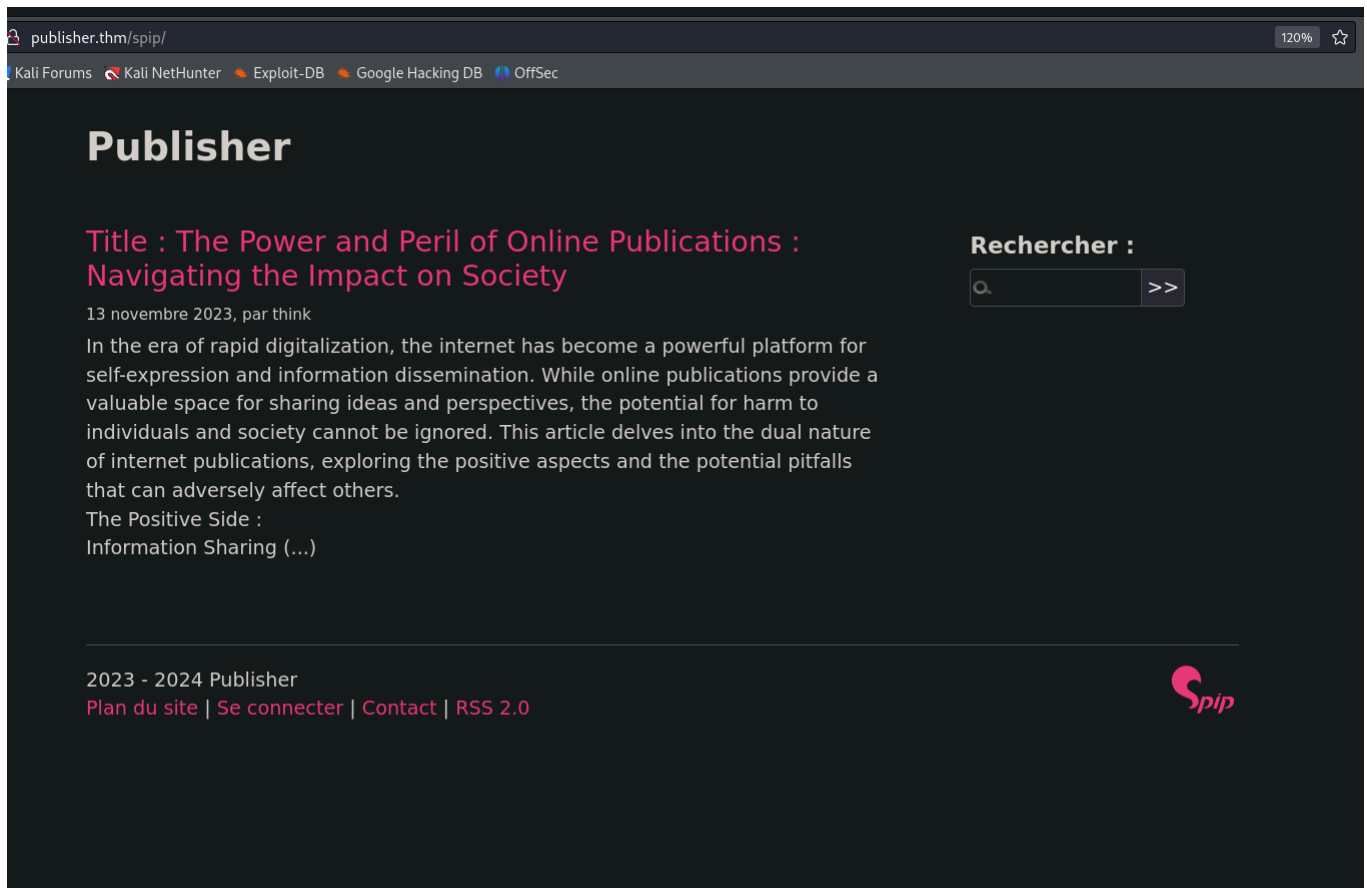 publisher.thm/spip/
120%
Kali Forums Kali NetHunter Exploit-DB Google Hacking DB OffSec
Publisher
Title : The Power and Peril of Online Publications :
Navigating the Impact on Society
13 novembre 2023, par think
In the era of rapid digitalization, the internet has become a powerful platform for
self-expression and information dissemination. While online publications provide a
valuable space for sharing ideas and perspectives, the potential for harm to
individuals and society cannot be ignored. This article delves into the dual nature
of internet publications, exploring the positive aspects and the potential pitfalls
that can adversely affect others.
The Positive Side :
Information Sharing (...)
Rechercher :
>>
2023 - 2024 Publisher
Plan du site | Se connecter | Contact | RSS 2.0
Spip